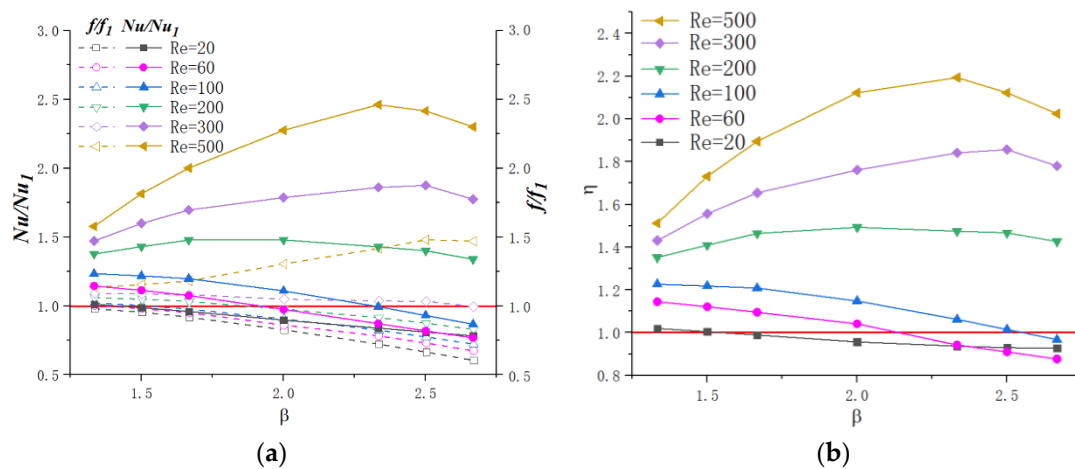 f/f1 Nu/Nu1
Re=20
Re=60
Re=100
Re=200
Re=300
Re=500
3.0
2.5
2.0
1.5
1.0
0.5
Nu/Nu1
3.0
2.5
2.0
1.5
1.0
0.5
f/f1
1.5 2.0 2.5
β
(a)
Re=500
Re=300
Re=200
Re=100
Re=60
Re=20
2.4
2.2
2.0
1.8
1.6
1.4
1.2
1.0
0.8
η
1.5 2.0 2.5
β
(b)